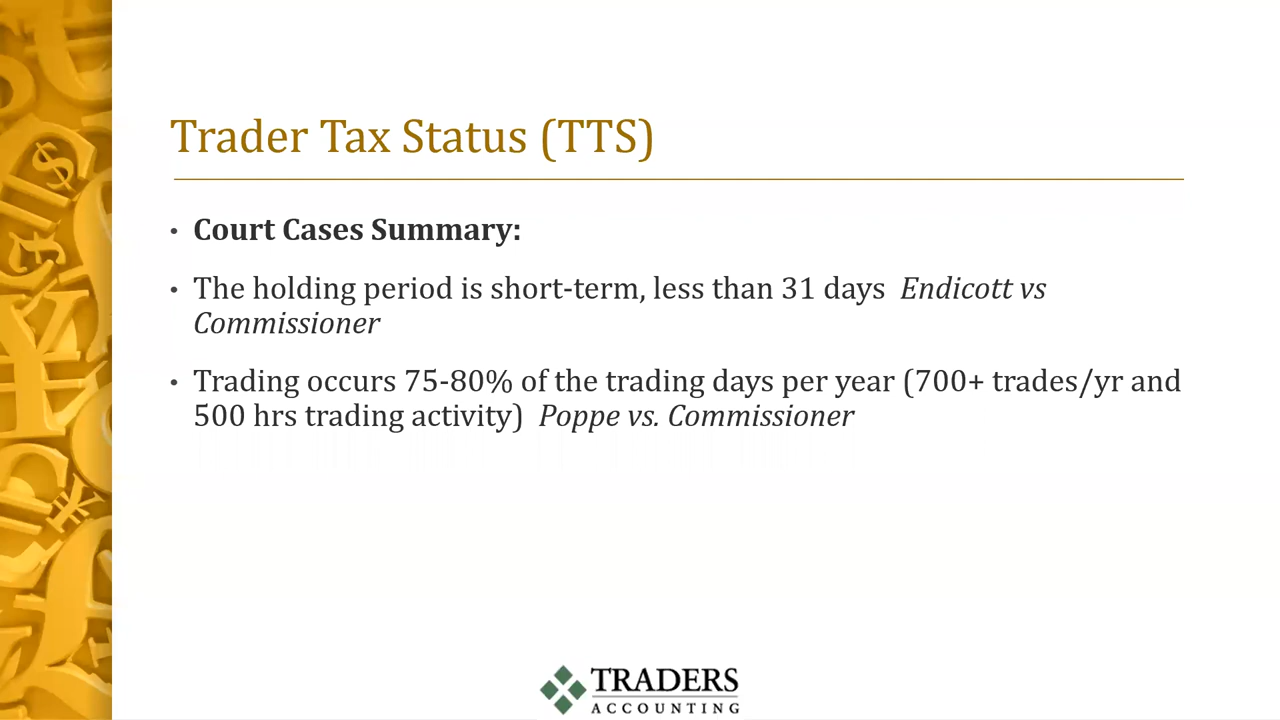 Trader Tax Status (TTS)
• Court Cases Summary:
• The holding period is short-term, less than 31 days Endicott vs
Commissioner
• Trading occurs 75-80% of the trading days per year (700+ trades/yr and
500 hrs trading activity) Poppe vs. Commissioner
TRADERS
ACCOUNTING